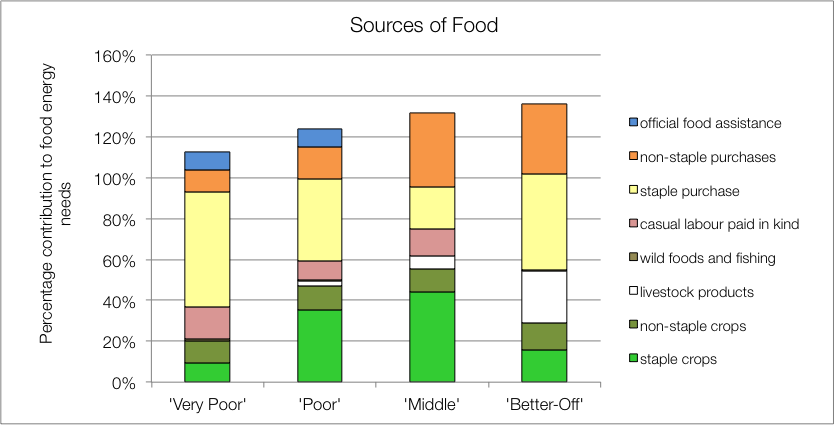 Sources of Food
Percentage contribution to food energy
needs
160%
140%
120%
100%
80%
60%
40%
20%
0%
'Very Poor'
'Poor'
'Middle'
'Better-Off'
official food assistance
non-staple purchases
staple purchase
casual labour paid in kind
wild foods and fishing
livestock products
non-staple crops
staple crops